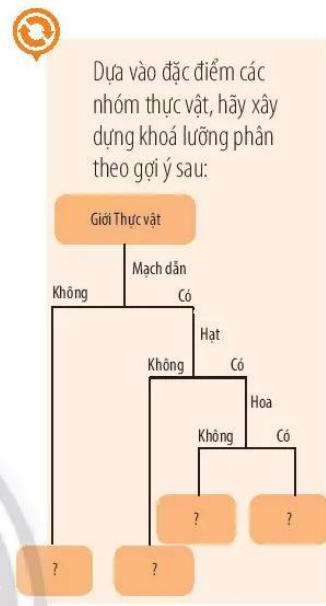 Dựa vào đặc điểm các
nhóm thực vật, hãy xây
dựng khoá lưỡng phân
theo gợi ý sau:
Giới Thực vật
Mạch dẫn
Không Có
Hạt
Không Có
Hoa
Không Có
? ?
? ?